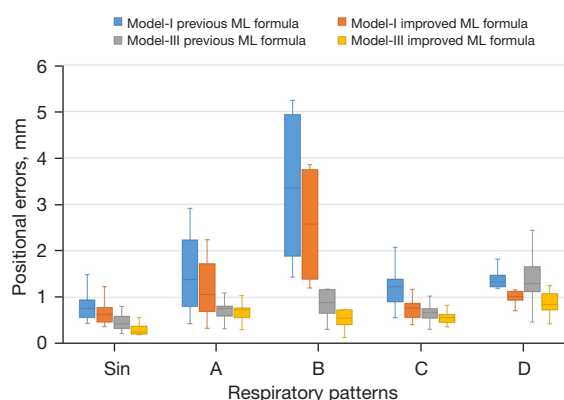 Model-I previous ML formula Model-I improved ML formula
Model-III previous ML formula Model-III improved ML formula
Positional errors, mm
6
5
4
3
2
1
0
Sin A B C D
Respiratory patterns